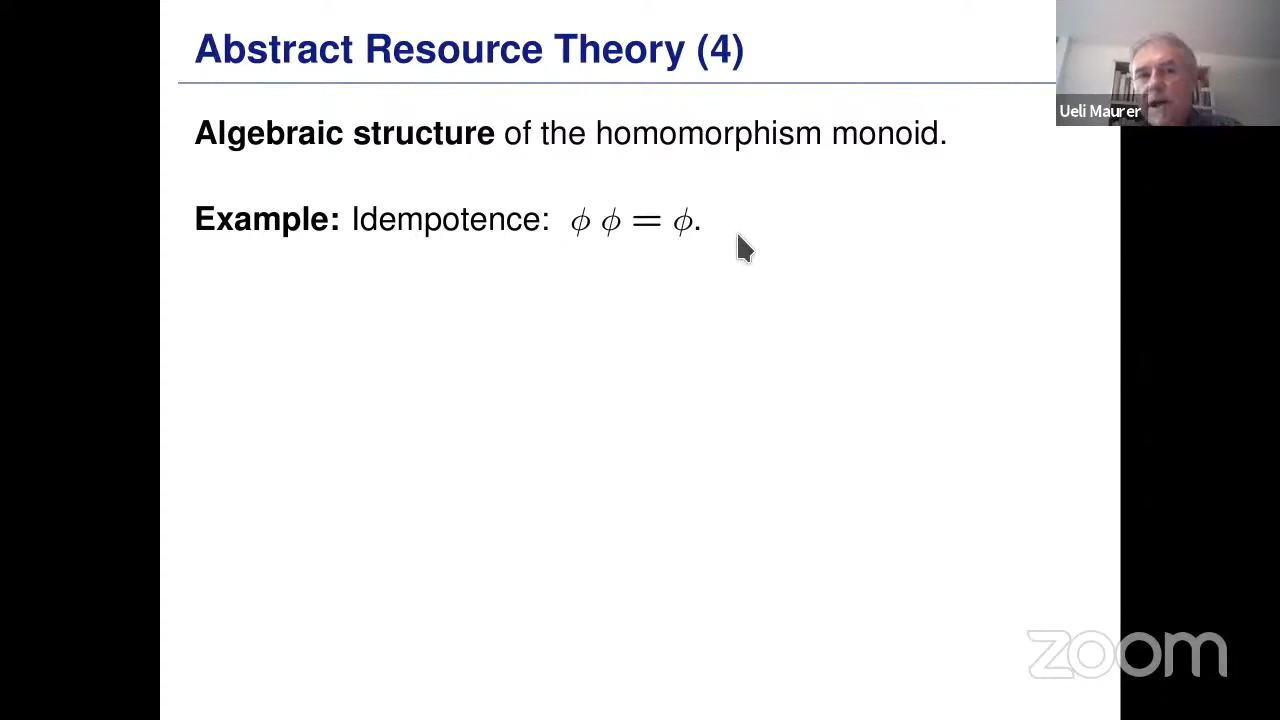 Abstract Resource Theory (4)
Ueli Maurer
Algebraic structure of the homomorphism monoid.
Example: Idempotence: ϕ ϕ = ϕ.
zoom